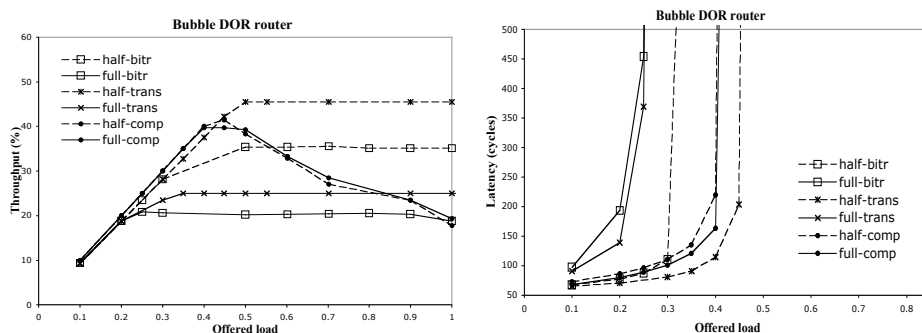 Bubble DOR router
60
50
40
30
20
10
0
Throughput (%)
half-bitr
full-bitr
half-trans
full-trans
half-comp
full-comp
0.1 0.2 0.3 0.4 0.5 0.6 0.7 0.8 0.9 1
Offered load
Bubble DOR router
500
450
400
350
300
250
200
150
100
50
Latency (cycles)
half-bitr
full-bitr
half-trans
full-trans
half-comp
full-comp
0 0.1 0.2 0.3 0.4 0.5 0.6 0.7 0.8
Offered load